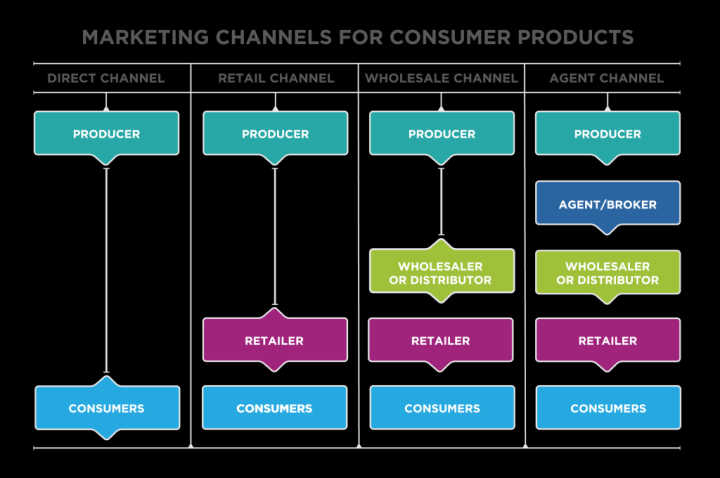 MARKETING CHANNELS FOR CONSUMER PRODUCTS
DIRECT CHANNEL
PRODUCER
CONSUMERS
RETAIL CHANNEL
PRODUCER
RETAILER
CONSUMERS
WHOLESALE CHANNEL
PRODUCER
WHOLESALER
OR DISTRIBUTOR
RETAILER
CONSUMERS
AGENT CHANNEL
PRODUCER
AGENT/BROKER
WHOLESALER
OR DISTRIBUTOR
RETAILER
CONSUMERS